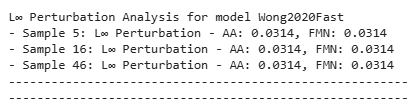 L∞ Perturbation Analysis for model Wong2020Fast
- Sample 5: L∞ Perturbation - AA: 0.0314, FMN: 0.0314
- Sample 16: L∞ Perturbation - AA: 0.0314, FMN: 0.0314
- Sample 46: L∞ Perturbation - AA: 0.0314, FMN: 0.0314
--------------------------------------------------------
--------------------------------------------------------